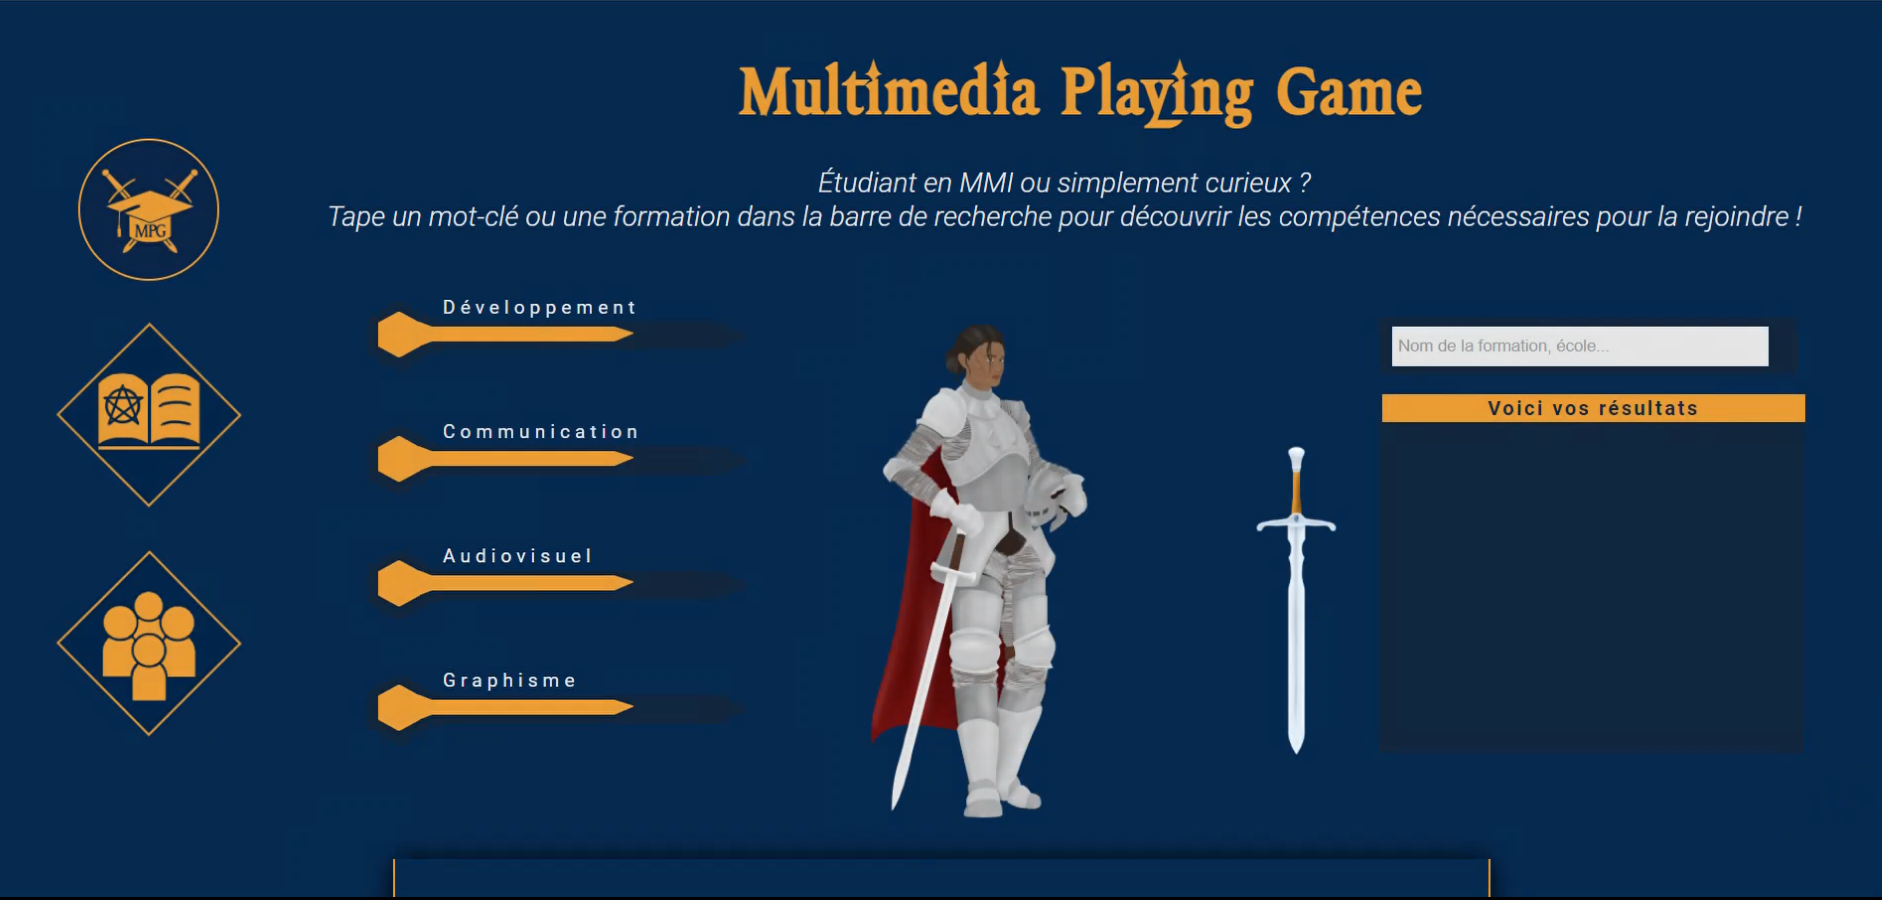 Multimedia Playing Game
Étudiant en MMI ou simplement curieux ?
Tape un mot-clé ou une formation dans la barre de recherche pour découvrir les compétences nécessaires pour la rejoindre !
MPG
Développement
Communication
Audiovisuel
Graphisme
Nom de la formation, école...
Voici vos résultats